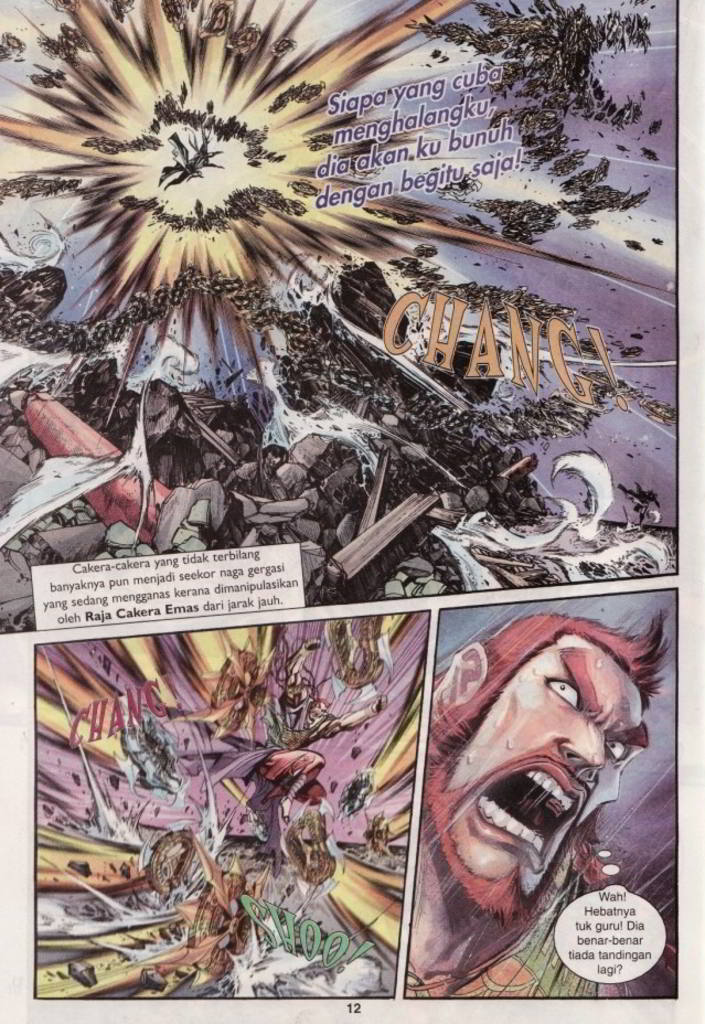 Siapa yang cuba
menghalangku,
dia akan ku bunuh
dengan begitu saja!
CHANG!
Cakera-cakera yang tidak terbilang
banyaknya pun menjadi seekor naga gergasi
yang sedang mengganas kerana dimanipulasikan
oleh Raja Cakera Emas dari jarak jauh.
CHANG!
SHOO!
Wah!
Hebatnya
tuk guru! Dia
benar-benar
tiada tandingan
lagi?
12